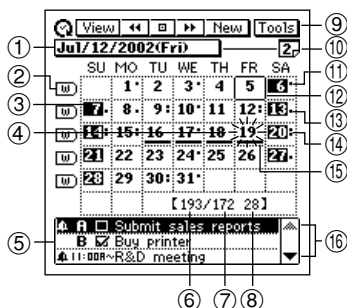 View ◀◀ ▶▶ New Tools ⑨
① Jul/12/2002(Fri) 2 ⑩
SU MO TU WE TH FR SA ⑪
② w 1 2 3 4 5 6 ⑫
③ w 7 8 9: 10 11 12: 13 ⑬
④ w 14: 15: 16 17 18 19 20: ⑭
w 21 22 23 24 25 26 27 ⑮
w 28 29 30: 31
【193/172 28】
⑤ A ☐ Submit sales reports ⑯
B ☑ Buy printer
11:00A~R&D meeting
⑥ ⑦ ⑧